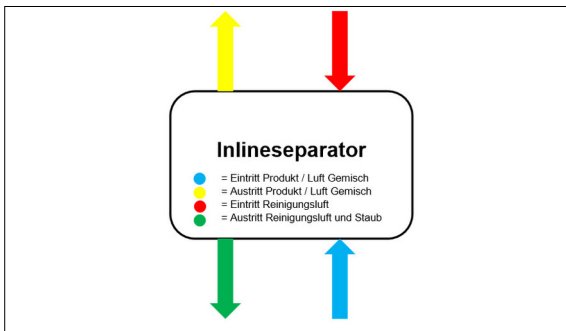 Inlineseparator
= Eintritt Produkt / Luft Gemisch
= Austritt Produkt / Luft Gemisch
= Eintritt Reinigungsluft
= Austritt Reinigungsluft und Staub